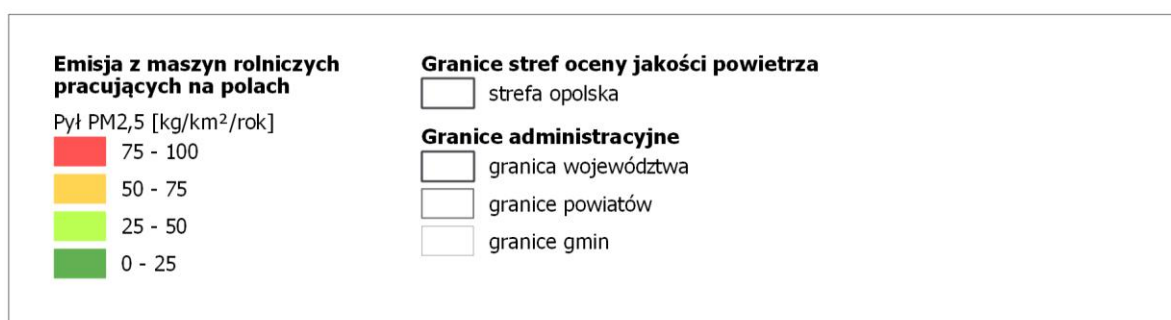 Emisja z maszyn rolniczych
pracujących na polach
Pył PM2,5 [kg/km²/rok]
75 - 100
50 - 75
25 - 50
0 - 25
Granice stref oceny jakości powietrza
strefa opolska
Granice administracyjne
granica województwa
granice powiatów
granice gmin